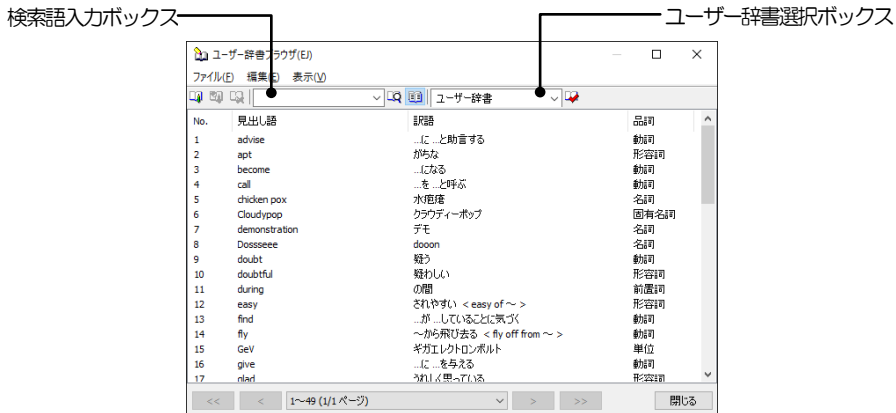 検索語入力ボックス ユーザー辞書選択ボックス
ユーザー辞書ブラウザ(EJ)
ファイル(F) 編集(E) 表示(V)
ユーザー辞書
No. 見出し語 訳語 品詞
1 advise ...に ...と助言する 動詞
2 apt がちな 形容詞
3 become ...になる 動詞
4 call ...を ...と呼ぶ 動詞
5 chicken pox 水疱瘡 名詞
6 Cloudypop クラウディーポップ 固有名詞
7 demonstration デモ 名詞
8 Dossseee dooon 名詞
9 doubt 疑う 動詞
10 doubtful 疑わしい 形容詞
11 during の間 前置詞
12 easy されやすい < easy of ～ > 形容詞
13 find ...が ...していることに気づく 動詞
14 fly ～から飛び去る < fly off from ～ > 動詞
15 GeV ギガエレクトロンボルト 単位
16 give ...に ...を与える 動詞
17 glad うれしく思っている 形容詞
<< < 1～49 (1/1 ページ) > >> 閉じる